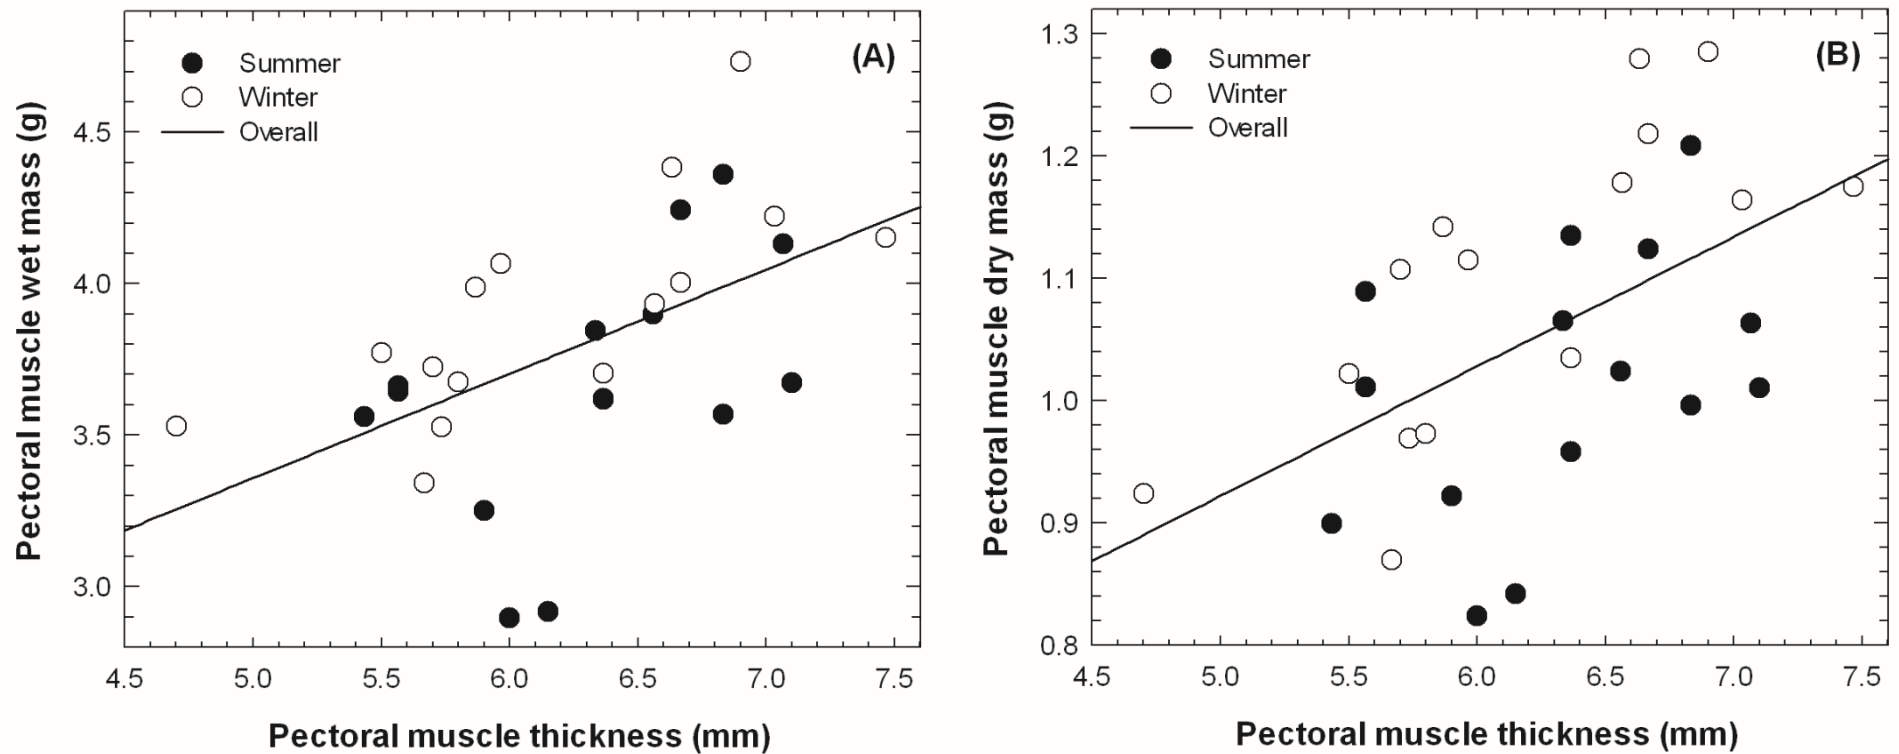 (A)
Summer
Winter
Overall
Pectoral muscle wet mass (g)
4.5
4.0
3.5
3.0
4.5 5.0 5.5 6.0 6.5 7.0 7.5
Pectoral muscle thickness (mm)
(B)
Summer
Winter
Overall
Pectoral muscle dry mass (g)
1.3
1.2
1.1
1.0
0.9
0.8
4.5 5.0 5.5 6.0 6.5 7.0 7.5
Pectoral muscle thickness (mm)